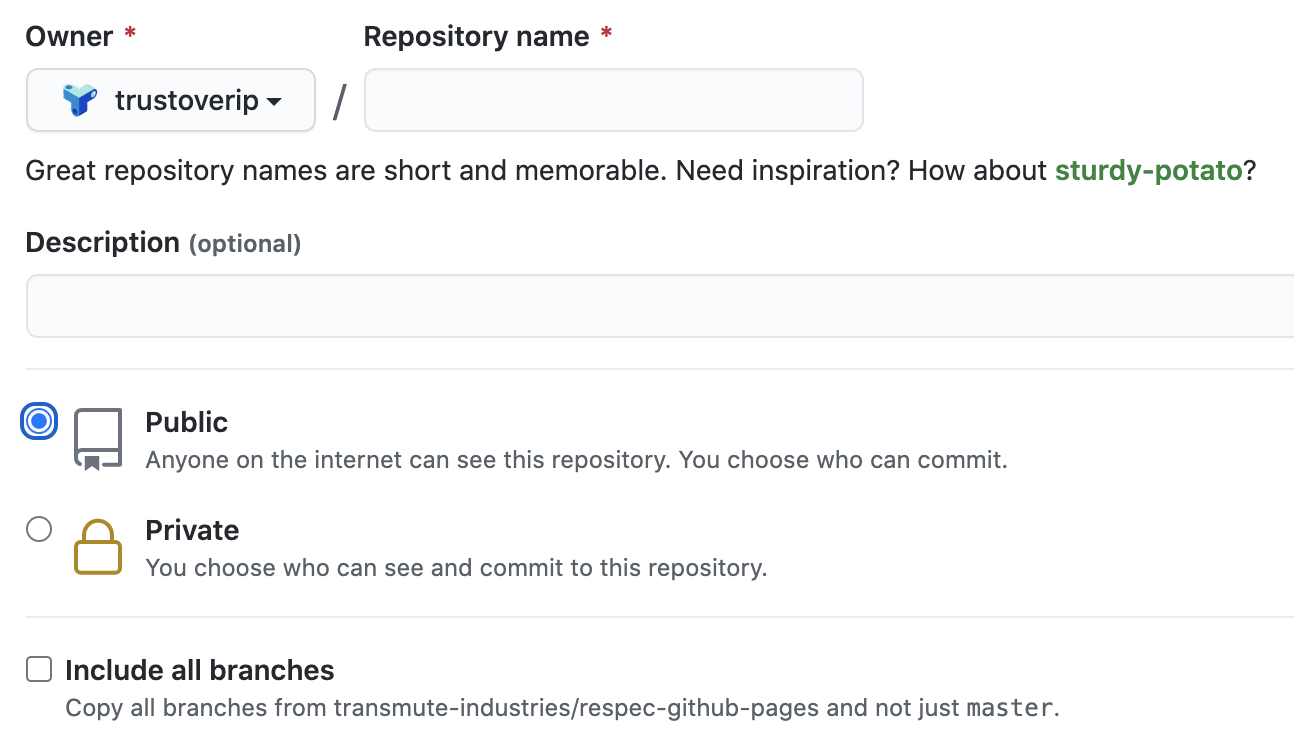 Owner * Repository name *
trustoverip /
Great repository names are short and memorable. Need inspiration? How about sturdy-potato?
Description (optional)
Public
Anyone on the internet can see this repository. You choose who can commit.
Private
You choose who can see and commit to this repository.
Include all branches
Copy all branches from transmute-industries/respec-github-pages and not just master.